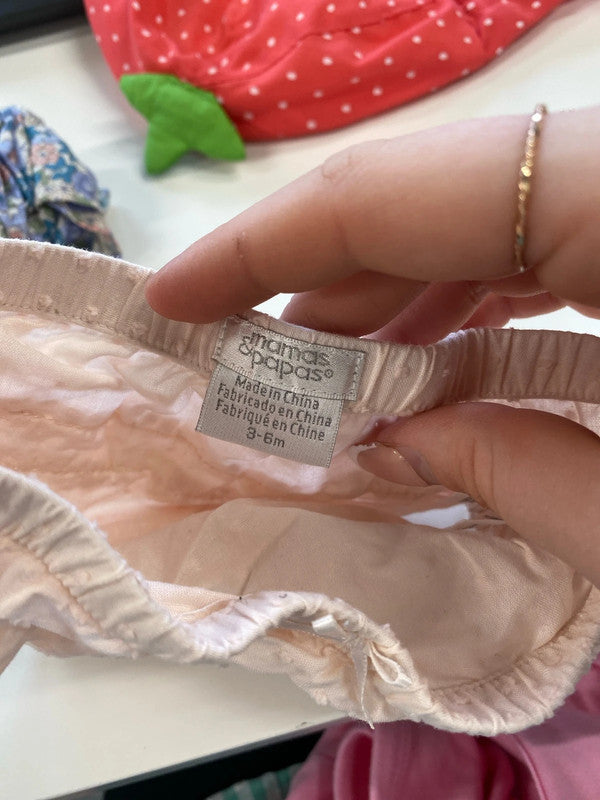 mamas
&papas®
Made in China
Fabricado en China
Fabriqué en Chine
3-6m